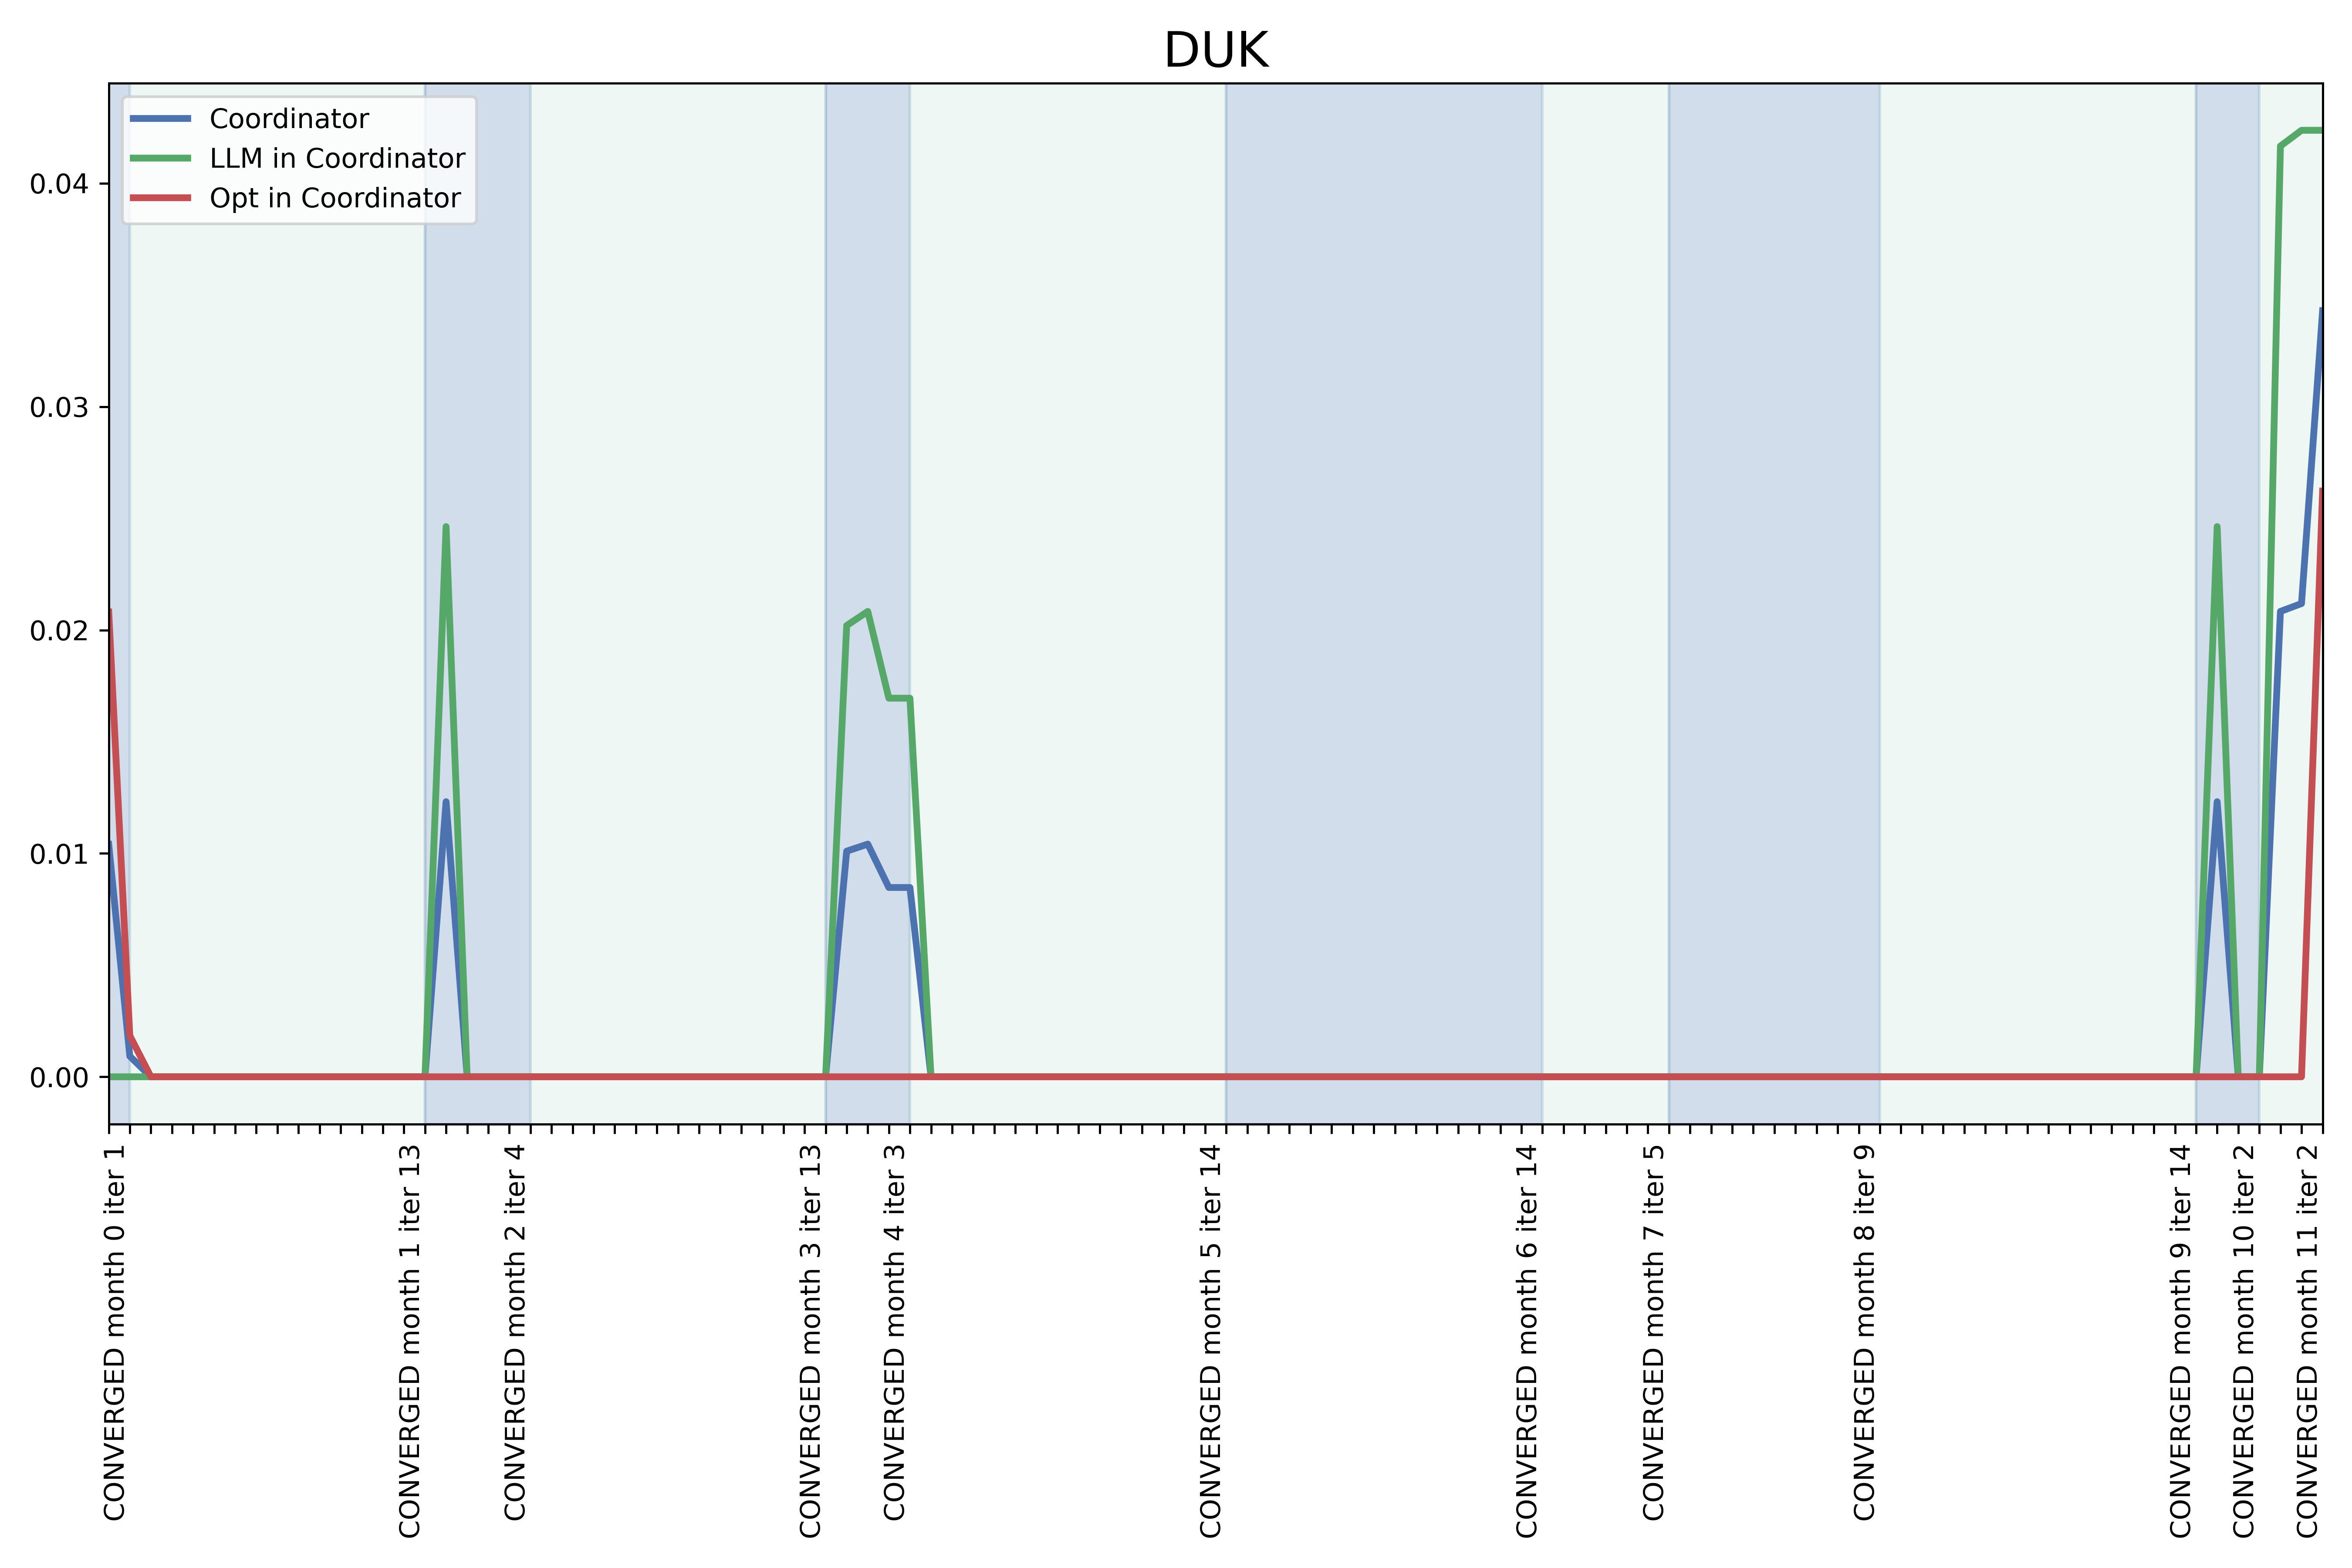 DUK
Coordinator
LLM in Coordinator
Opt in Coordinator
0.04
0.03
0.02
0.01
0.00
CONVERGED month 0 iter 1
CONVERGED month 1 iter 13
CONVERGED month 2 iter 4
CONVERGED month 3 iter 13
CONVERGED month 4 iter 3
CONVERGED month 5 iter 14
CONVERGED month 6 iter 14
CONVERGED month 7 iter 5
CONVERGED month 8 iter 9
CONVERGED month 9 iter 14
CONVERGED month 10 iter 2
CONVERGED month 11 iter 2